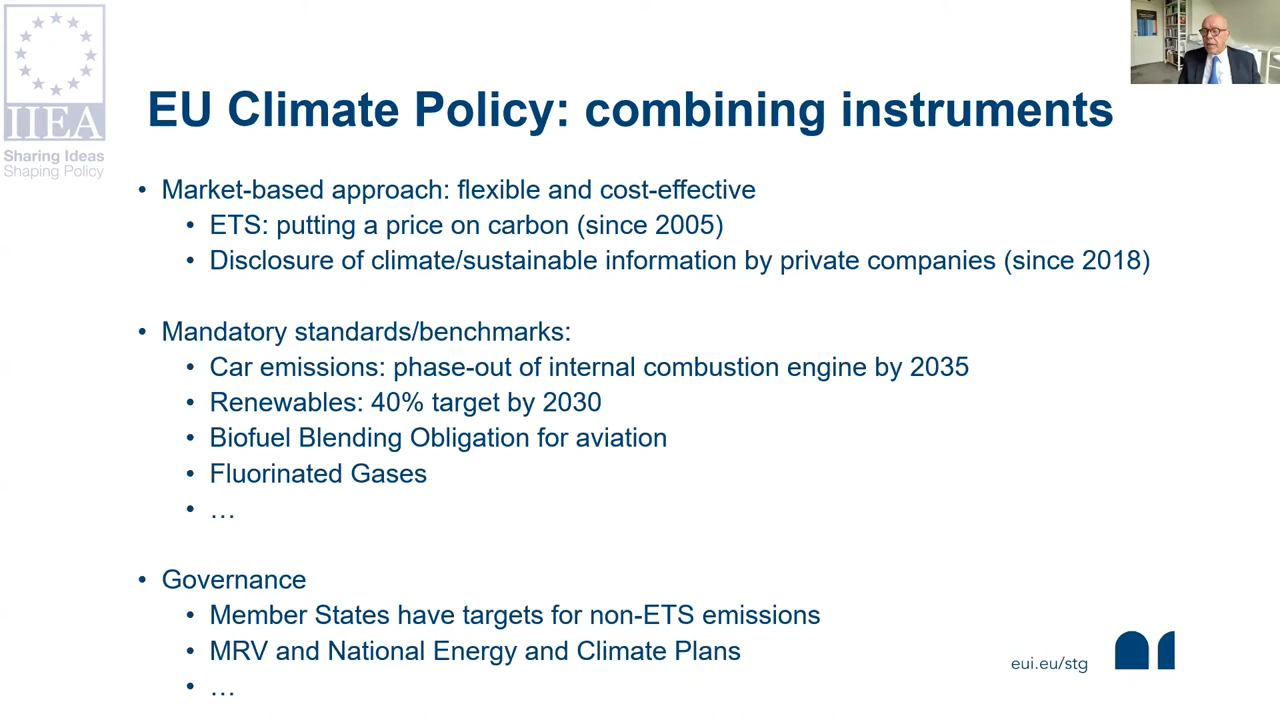 IIEA
Sharing Ideas
Shaping Policy
EU Climate Policy: combining instruments
• Market-based approach: flexible and cost-effective
• ETS: putting a price on carbon (since 2005)
• Disclosure of climate/sustainable information by private companies (since 2018)
• Mandatory standards/benchmarks:
• Car emissions: phase-out of internal combustion engine by 2035
• Renewables: 40% target by 2030
• Biofuel Blending Obligation for aviation
• Fluorinated Gases
• …
• Governance
• Member States have targets for non-ETS emissions
• MRV and National Energy and Climate Plans
• …
eui.eu/stg